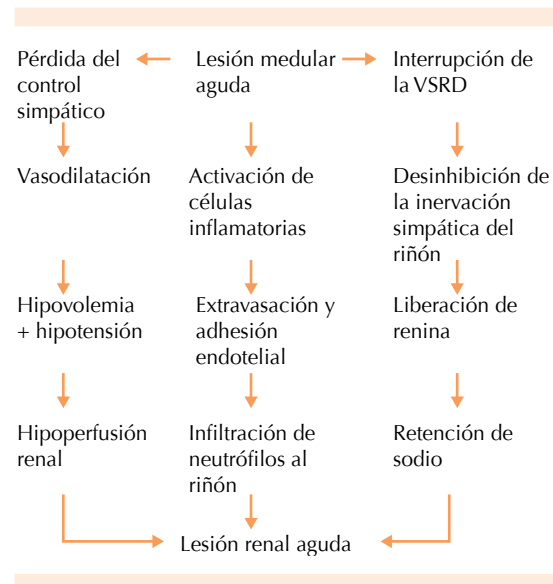 Pérdida del
control
simpático
Lesión medular
aguda
Interrupción de
la VSRD
Vasodilatación
Activación de
células
inflamatorias
Desinhibición de
la inervación
simpática del
riñón
Hipovolemia
+ hipotensión
Extravasación y
adhesión
endotelial
Liberación de
renina
Hipoperfusión
renal
Infiltración de
neutrófilos al
riñón
Retención de
sodio
Lesión renal aguda